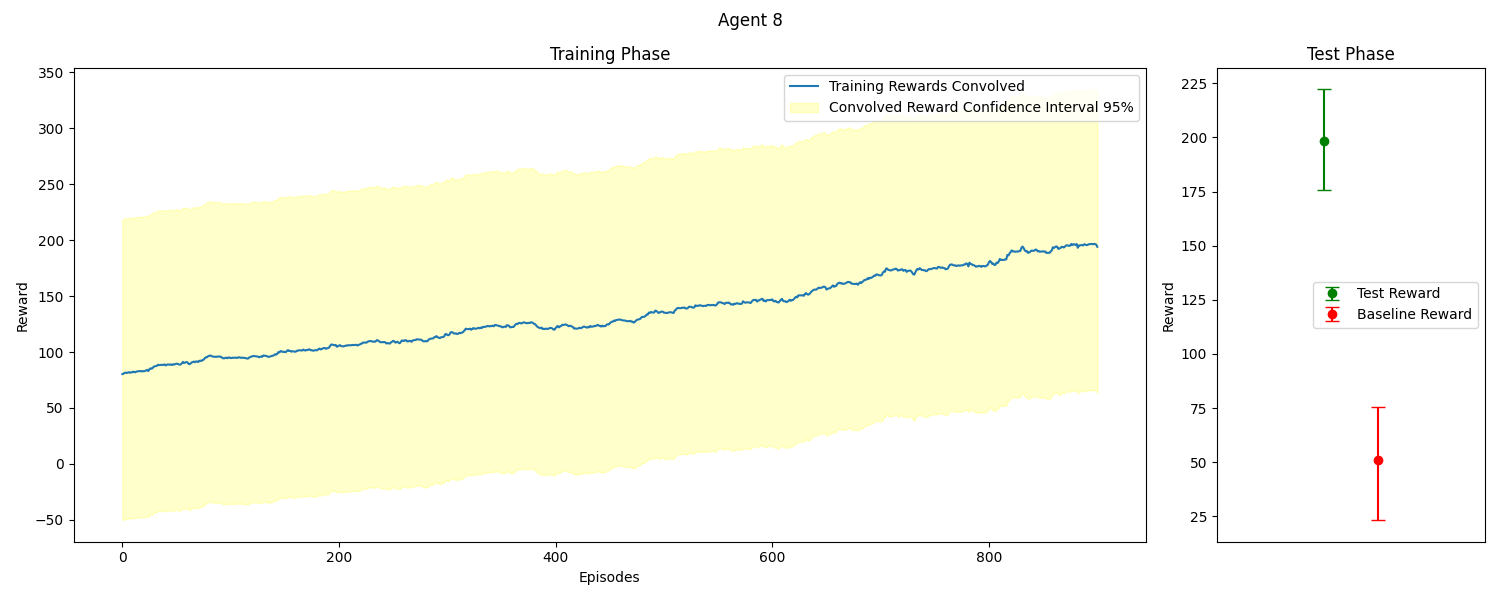 Agent 8
Training Phase
Test Phase
350
300
250
200
150
100
50
0
−50
Reward
0
200
400
600
800
Episodes
Training Rewards Convolved
Convolved Reward Confidence Interval 95%
225
200
175
150
125
100
75
50
25
Reward
Test Reward
Baseline Reward